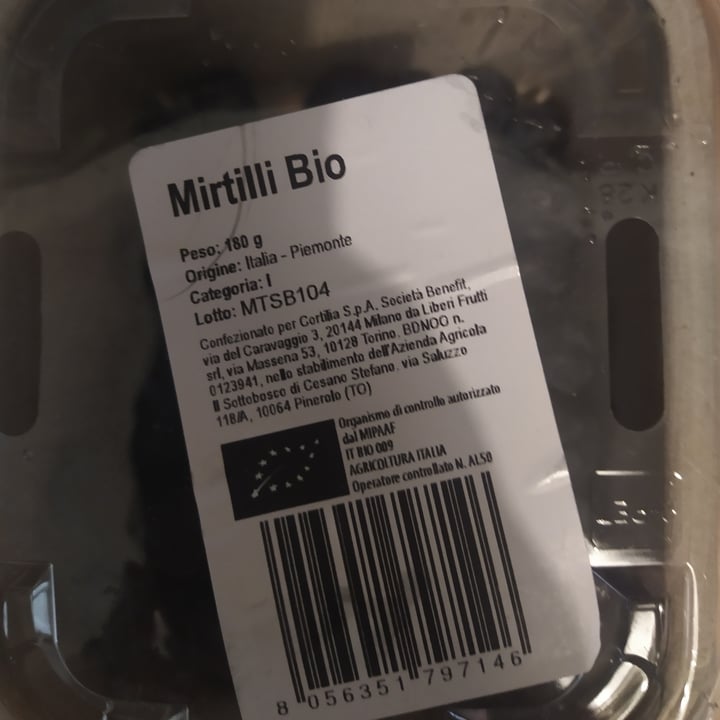 Mirtilli Bio
Peso: 180 g
Origine: Italia - Piemonte
Categoria: I
Lotto: MTSB104
Confezionato per Cortilia S.p.A. Società Benefit,
via del Caravaggio 3, 20144 Milano da Liberi Frutti
srl, via Massena 53, 10128 Torino. BDNOO n.
0123941, nello stabilimento dell'Azienda Agricola
Il Sottobosco di Cesano Stefano. via Saluzzo
118/A, 10064 Pinerolo (TO)
Organismo di controllo autorizzato
dal MIPAAF
IT BIO 009
AGRICOLTURA ITALIA
Operatore controllato N. AL50
8 056351 797146